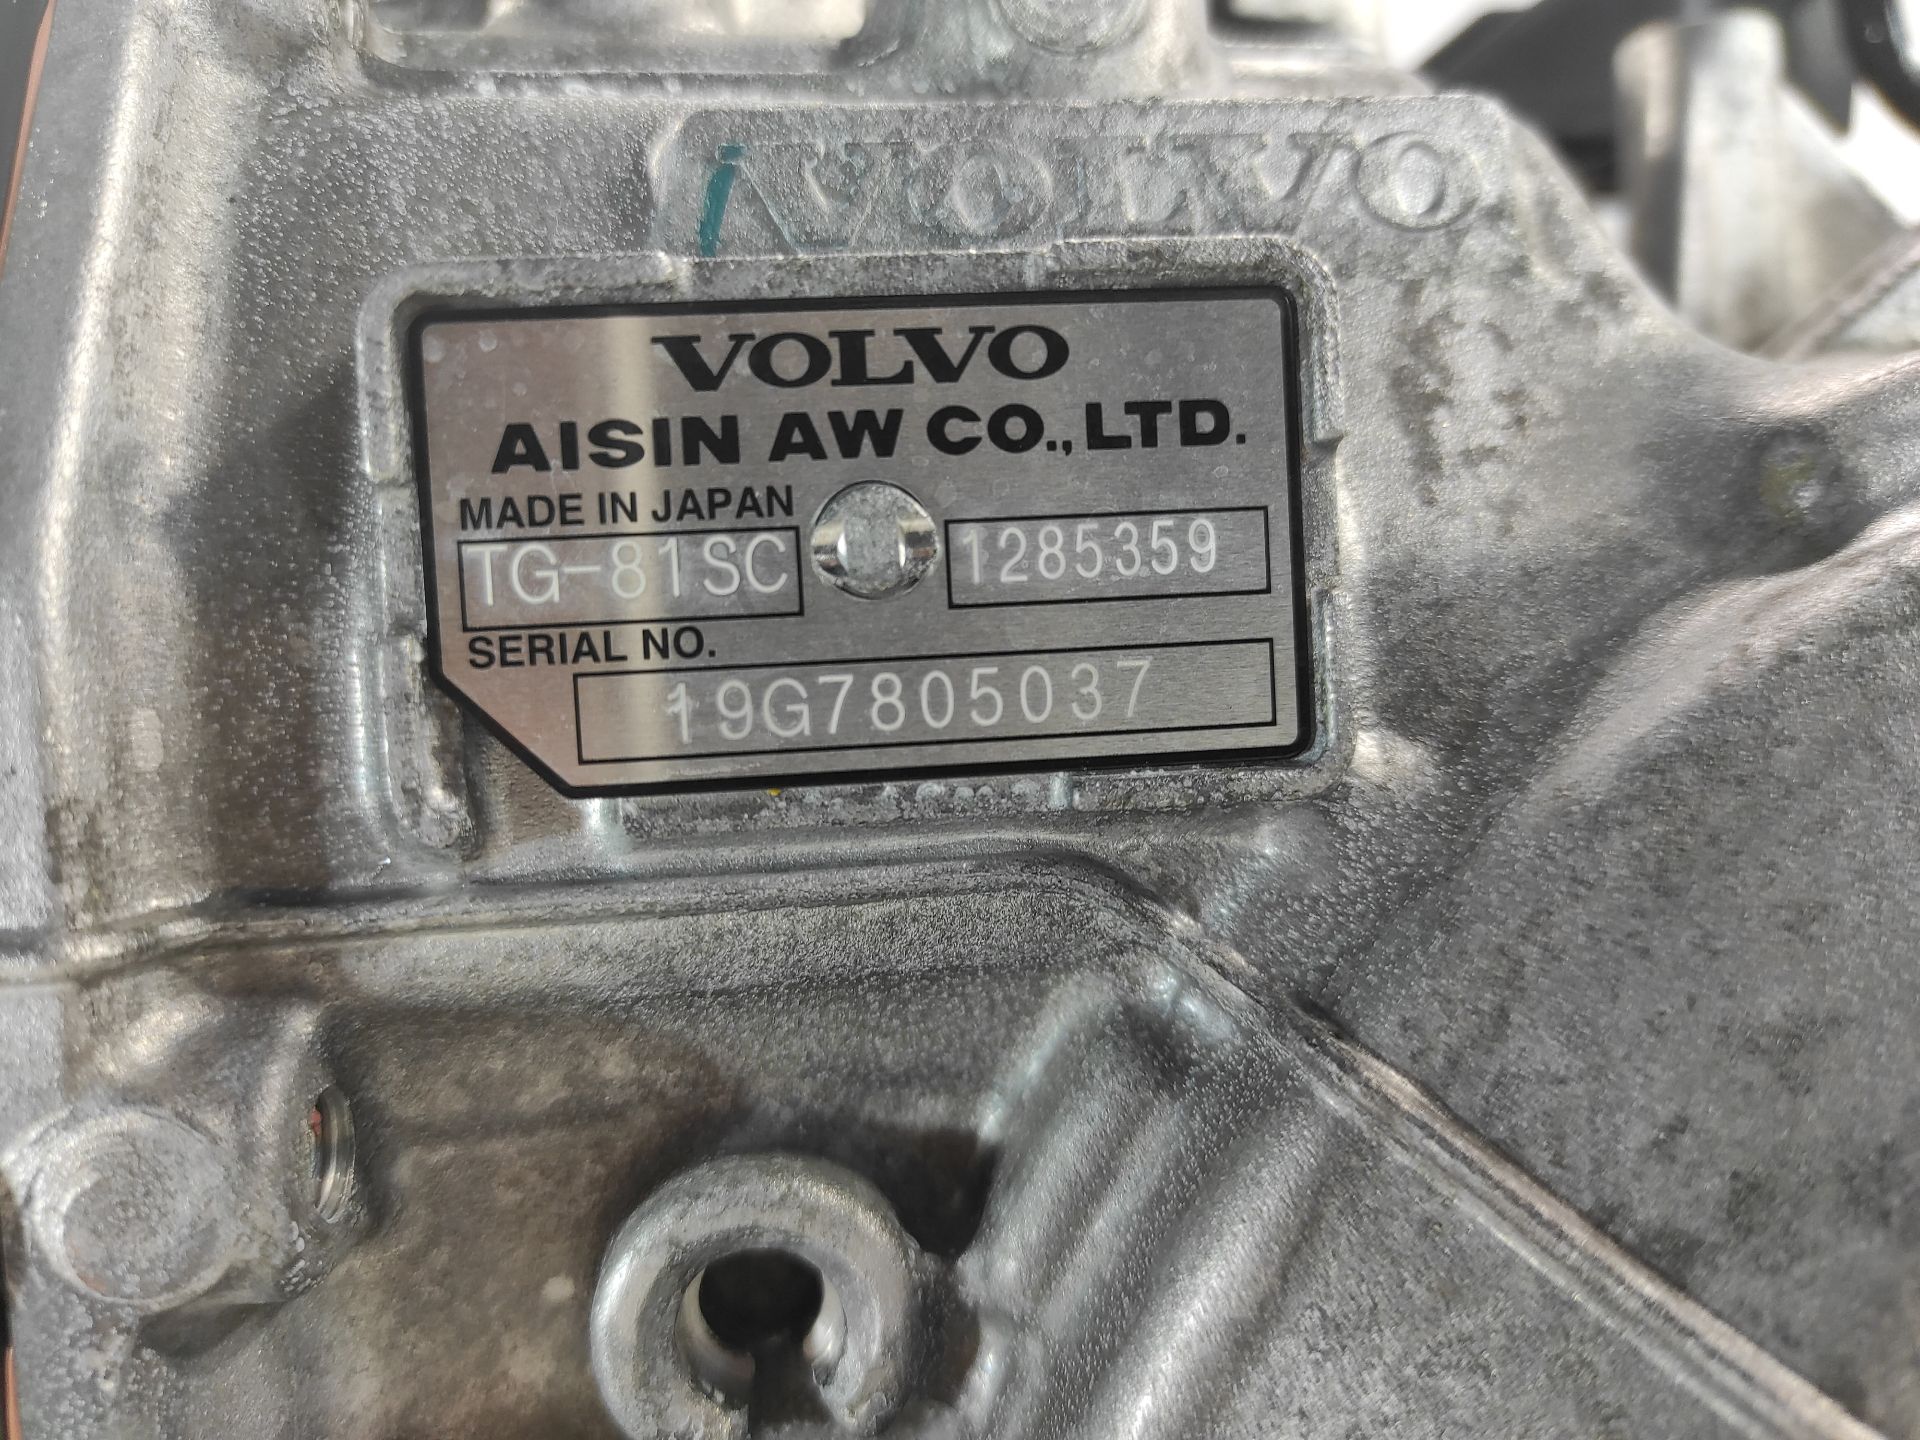 VOLVO
VOLVO
AISIN AW CO., LTD.
MADE IN JAPAN
TG-81SC 1285359
SERIAL NO.
19G7805037